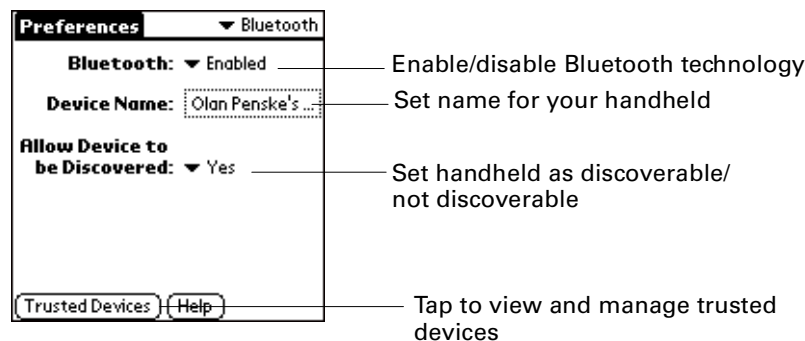 Preferences
Bluetooth
Bluetooth: Enabled
Enable/disable Bluetooth technology
Device Name: Olan Penske's ...
Set name for your handheld
Allow Device to
be Discovered: Yes
Set handheld as discoverable/
not discoverable
Trusted Devices
Help
Tap to view and manage trusted
devices